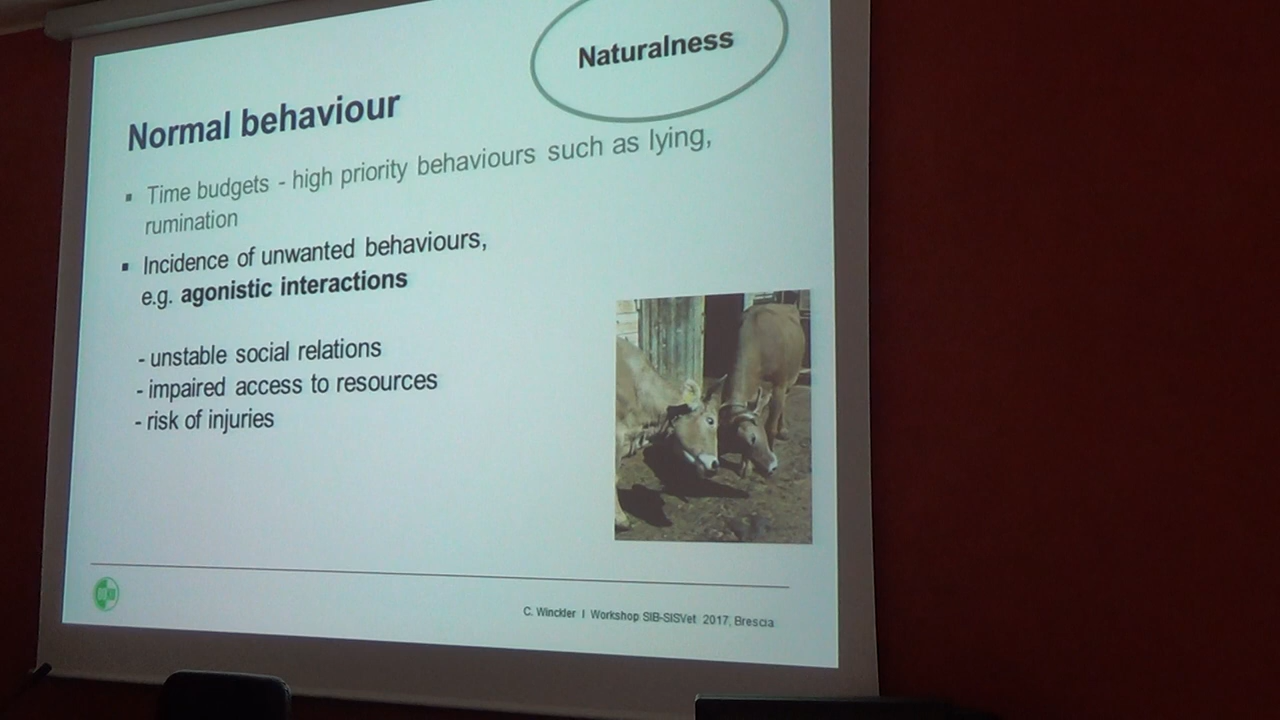 Naturalness
Normal behaviour
▪ Time budgets - high priority behaviours such as lying,
rumination
▪ Incidence of unwanted behaviours,
e.g. agonistic interactions
- unstable social relations
- impaired access to resources
- risk of injuries
C. Winckler I Workshop SIB-SISVet 2017, Brescia